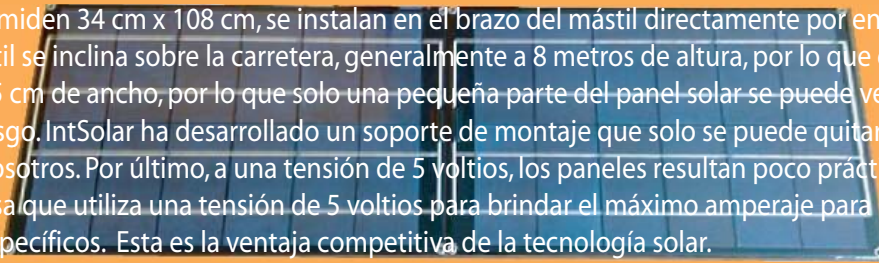 miden 34 cm x 108 cm, se instalan en el brazo del mástil directamente por en
til se inclina sobre la carretera, generalmente a 8 metros de altura, por lo que
5 cm de ancho, por lo que solo una pequeña parte del panel solar se puede ve
sgo. IntSolar ha desarrollado un soporte de montaje que solo se puede quitar
osotros. Por último, a una tensión de 5 voltios, los paneles resultan poco práct
sa que utiliza una tensión de 5 voltios para brindar el máximo amperaje para
pecíficos. Esta es la ventaja competitiva de la tecnología solar.